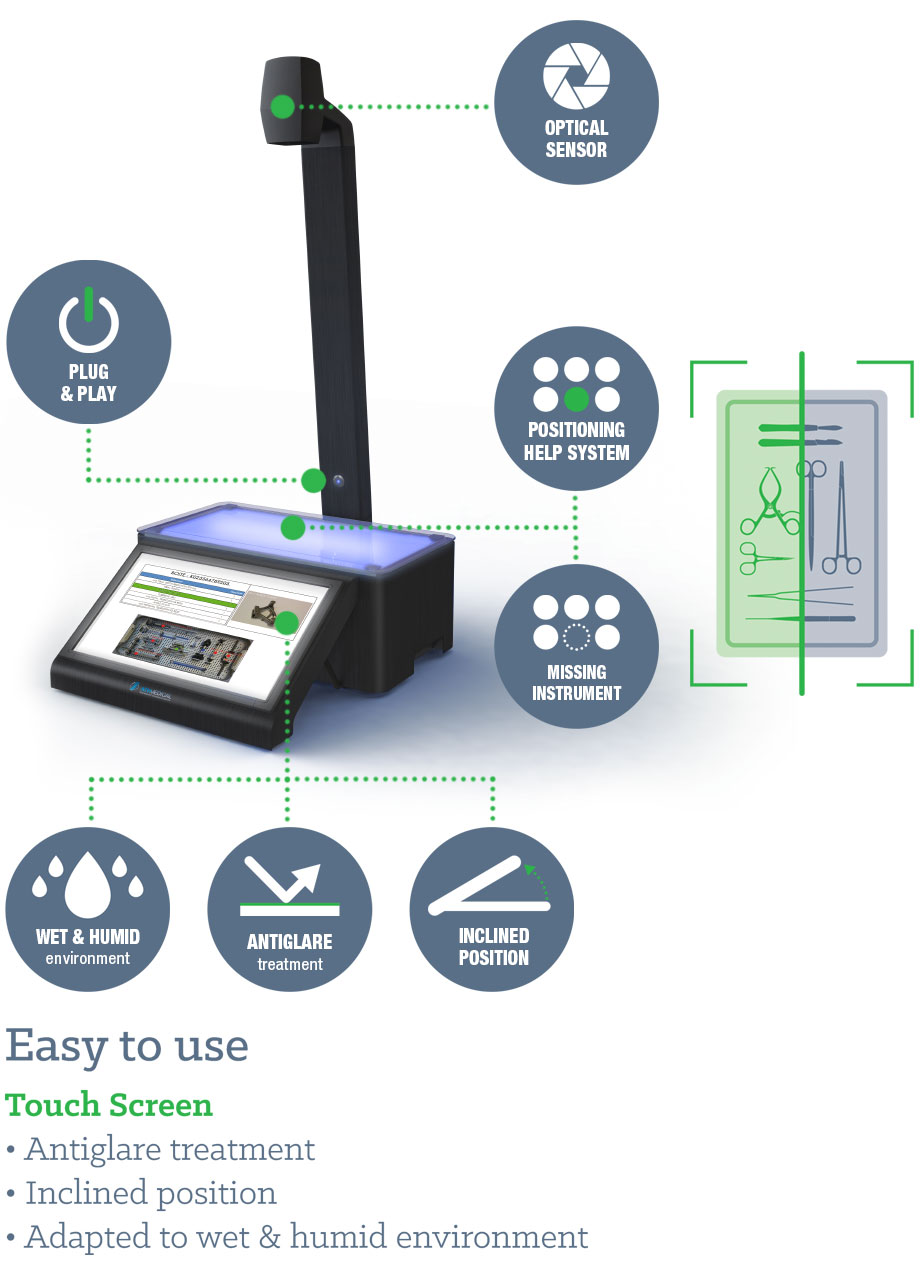 OPTICAL
SENSOR
PLUG
& PLAY
POSITIONING
HELP SYSTEM
MISSING
INSTRUMENT
WET & HUMID
environment
ANTIGLARE
treatment
INCLINED
POSITION
Easy to use
Touch Screen
• Antiglare treatment
• Inclined position
• Adapted to wet & humid environment